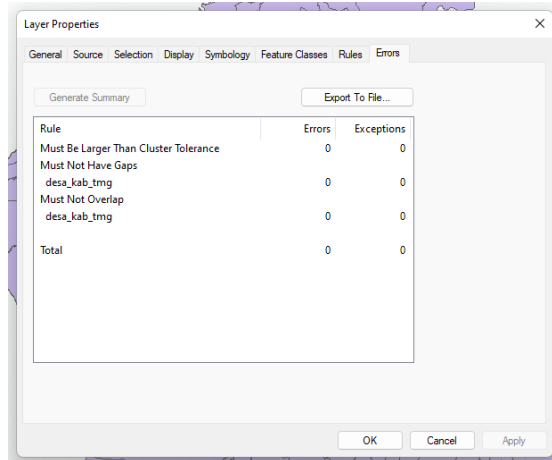 Layer Properties
General Source Selection Display Symbology Feature Classes Rules Errors
Generate Summary Export To File...
Rule Errors Exceptions
Must Be Larger Than Cluster Tolerance 0 0
Must Not Have Gaps
desa_kab_tmg 0 0
Must Not Overlap
desa_kab_tmg 0 0
Total 0 0
OK Cancel Apply